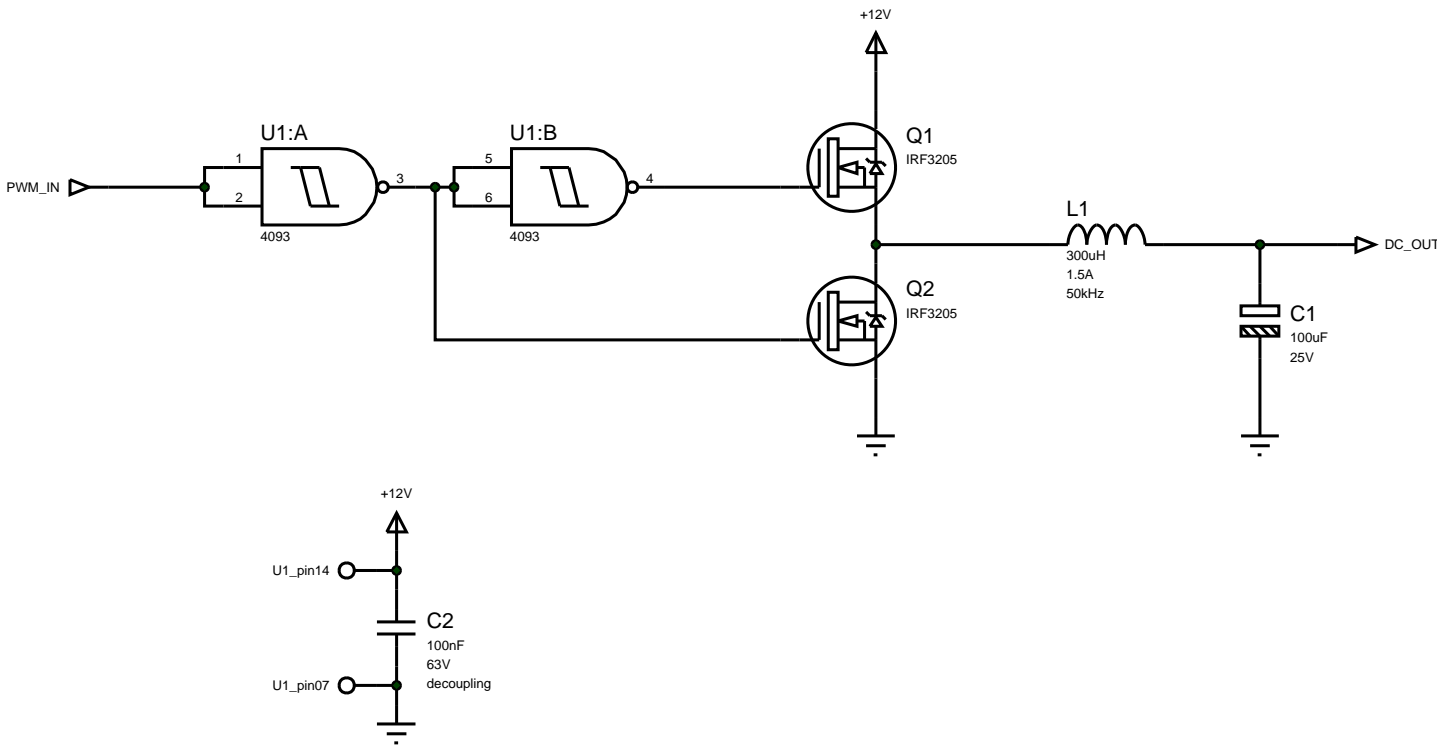 +12V
U1:A
U1:B
Q1
IRF3205
PWM_IN
1
2
3
5
6
4
4093
4093
L1
300uH
1.5A
50kHz
DC_OUT
Q2
IRF3205
C1
100uF
25V
+12V
U1_pin14
C2
100nF
63V
decoupling
U1_pin07